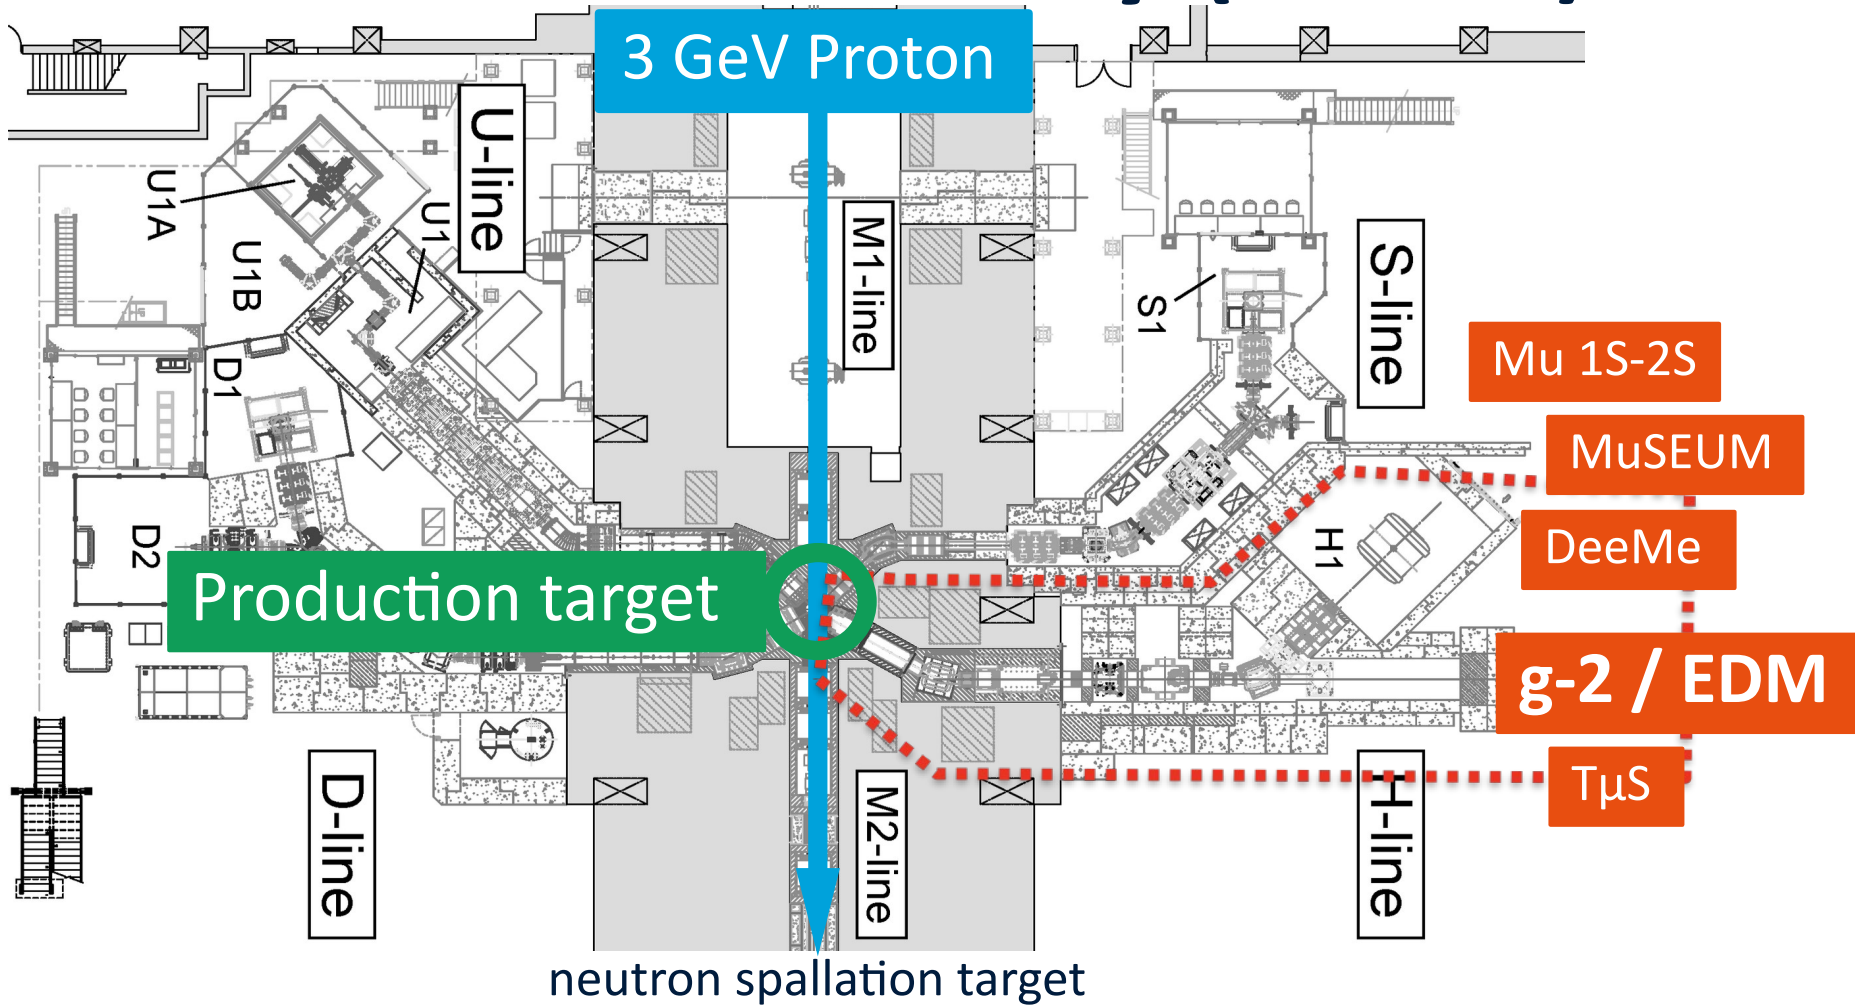 3 GeV Proton
U-line
U1A
U1
U1B
M1-line
S-line
S1
Mu 1S-2S
D1
MuSEUM
D2
H1
DeeMe
Production target
g-2 / EDM
TμS
D-line
M2-line
H-line
neutron spallation target